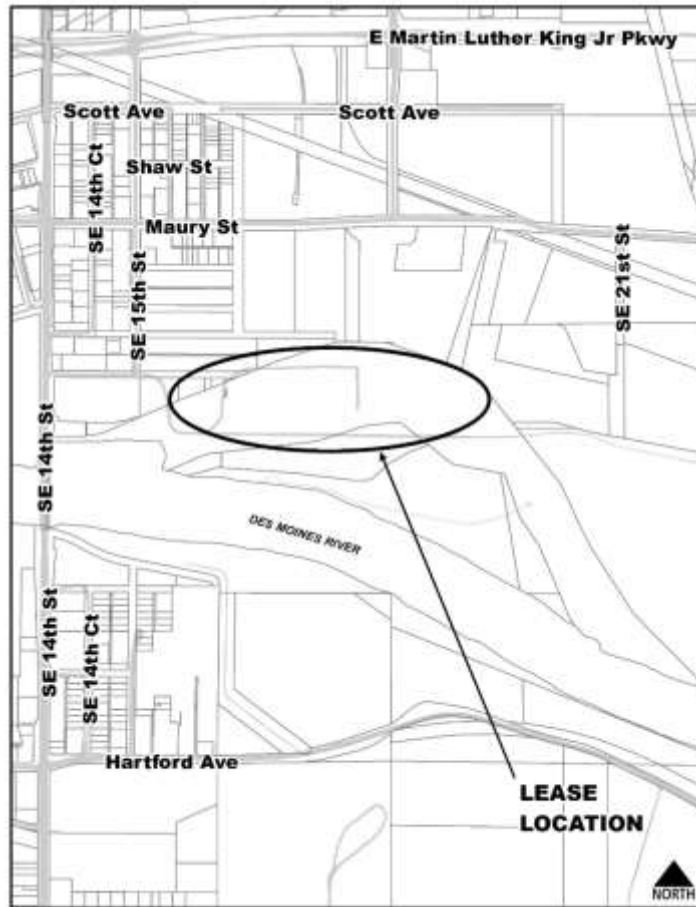 E Martin Luther King Jr Pkwy
Scott Ave
Scott Ave
SE 14th Ct
Shaw St
Maury St
SE 15th St
SE 21st St
SE 14th St
DES MOINES RIVER
SE 14th St
SE 14th Ct
Hartford Ave
LEASE
LOCATION
NORTH